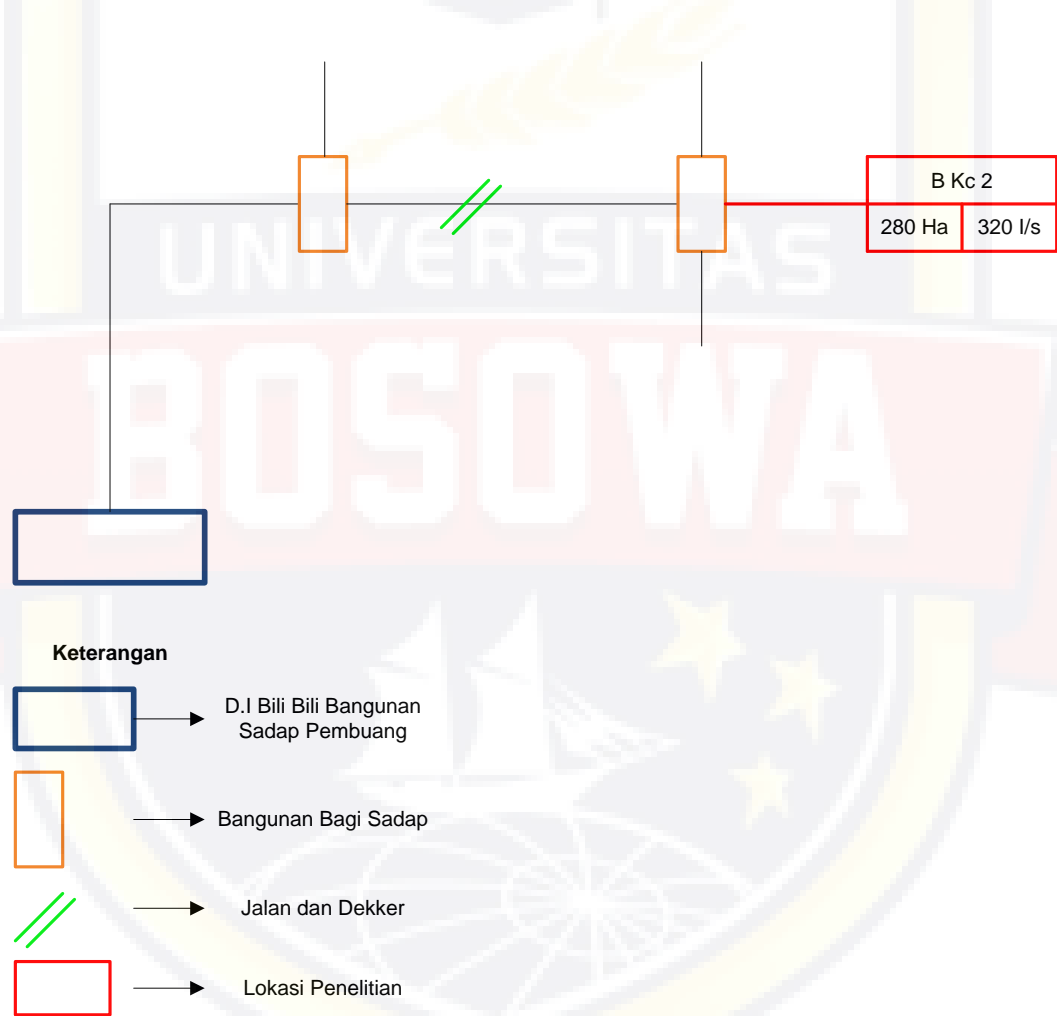 B Kc 2
280 Ha 320 l/s
UNIVERSITAS
BOSOWA
Keterangan
D.I Bili Bili Bangunan
Sadap Pembuang
Bangunan Bagi Sadap
Jalan dan Dekker
Lokasi Penelitian